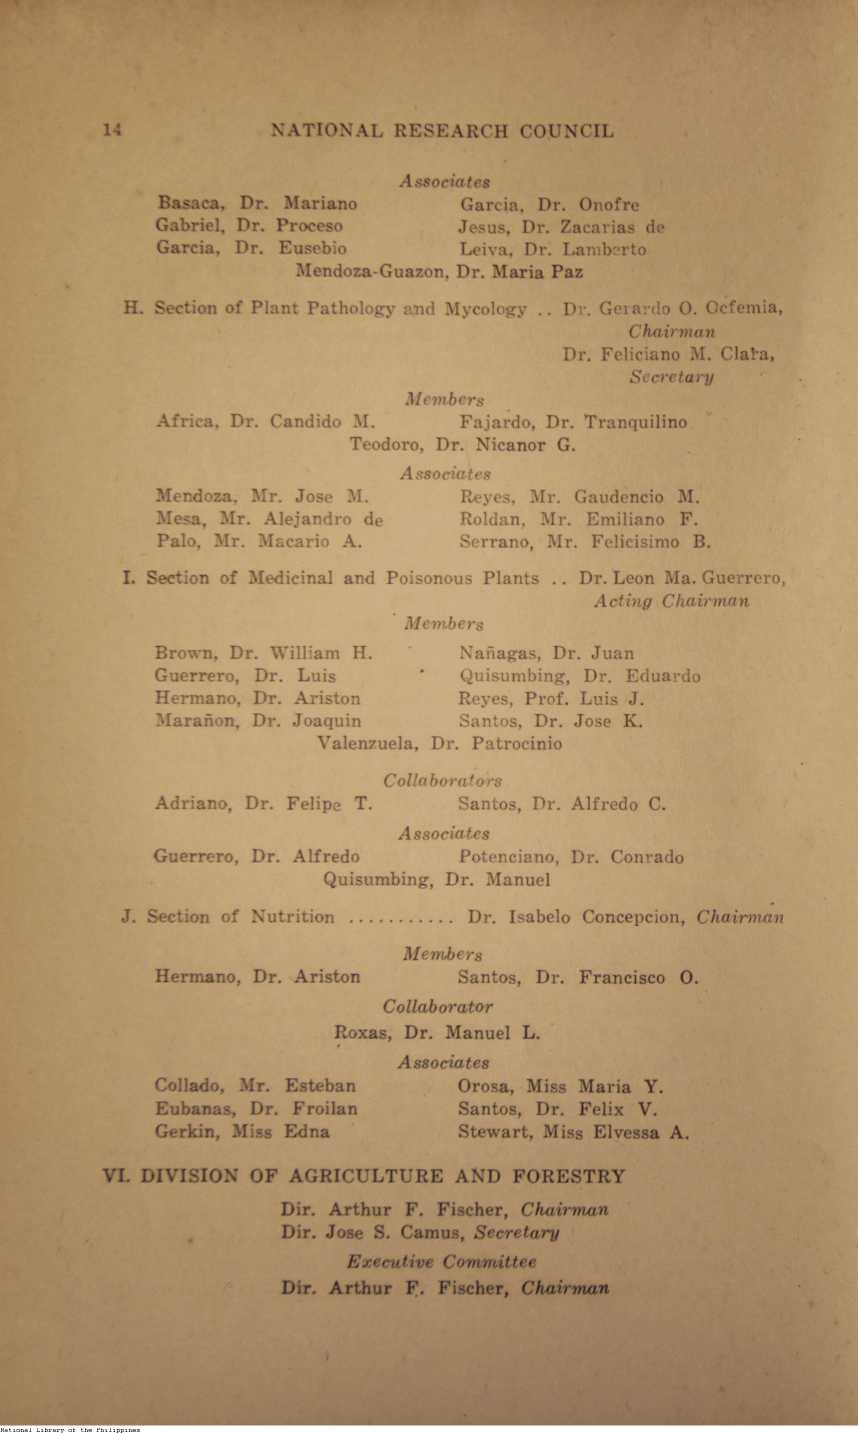 14 NATIONAL RESEARCH COUNCIL
Associates
Basaca, Dr. Mariano Garcia, Dr. Onofre
Gabriel, Dr. Proceso Jesus, Dr. Zacarias de
Garcia, Dr. Eusebio Leiva, Dr. Lamberto
Mendoza-Guazon, Dr. Maria Paz
H. Section of Plant Pathology and Mycology .. Dr. Gerardo O. Ocfemia,
Chairman
Dr. Feliciano M. Clara,
Secretary
Members
Africa, Dr. Candido M. Fajardo, Dr. Tranquilino
Teodoro, Dr. Nicanor G.
Associates
Mendoza, Mr. Jose M. Reyes, Mr. Gaudencio M.
Mesa, Mr. Alejandro de Roldan, Mr. Emiliano F.
Palo, Mr. Macario A. Serrano, Mr. Felicisimo B.
I. Section of Medicinal and Poisonous Plants .. Dr. Leon Ma. Guerrero,
Acting Chairman
Members
Brown, Dr. William H. Nañagas, Dr. Juan
Guerrero, Dr. Luis Quisumbing, Dr. Eduardo
Hermano, Dr. Ariston Reyes, Prof. Luis J.
Marañon, Dr. Joaquin Santos, Dr. Jose K.
Valenzuela, Dr. Patrocinio
Collaborators
Adriano, Dr. Felipe T. Santos, Dr. Alfredo C.
Associates
Guerrero, Dr. Alfredo Potenciano, Dr. Conrado
Quisumbing, Dr. Manuel
J. Section of Nutrition ........... Dr. Isabelo Concepcion, Chairman
Members
Hermano, Dr. Ariston Santos, Dr. Francisco O.
Collaborator
Roxas, Dr. Manuel L.
Associates
Collado, Mr. Esteban Orosa, Miss Maria Y.
Eubanas, Dr. Froilan Santos, Dr. Felix V.
Gerkin, Miss Edna Stewart, Miss Elvessa A.
VI. DIVISION OF AGRICULTURE AND FORESTRY
Dir. Arthur F. Fischer, Chairman
Dir. Jose S. Camus, Secretary
Executive Committee
Dir. Arthur F. Fischer, Chairman
National Library of the Philippines